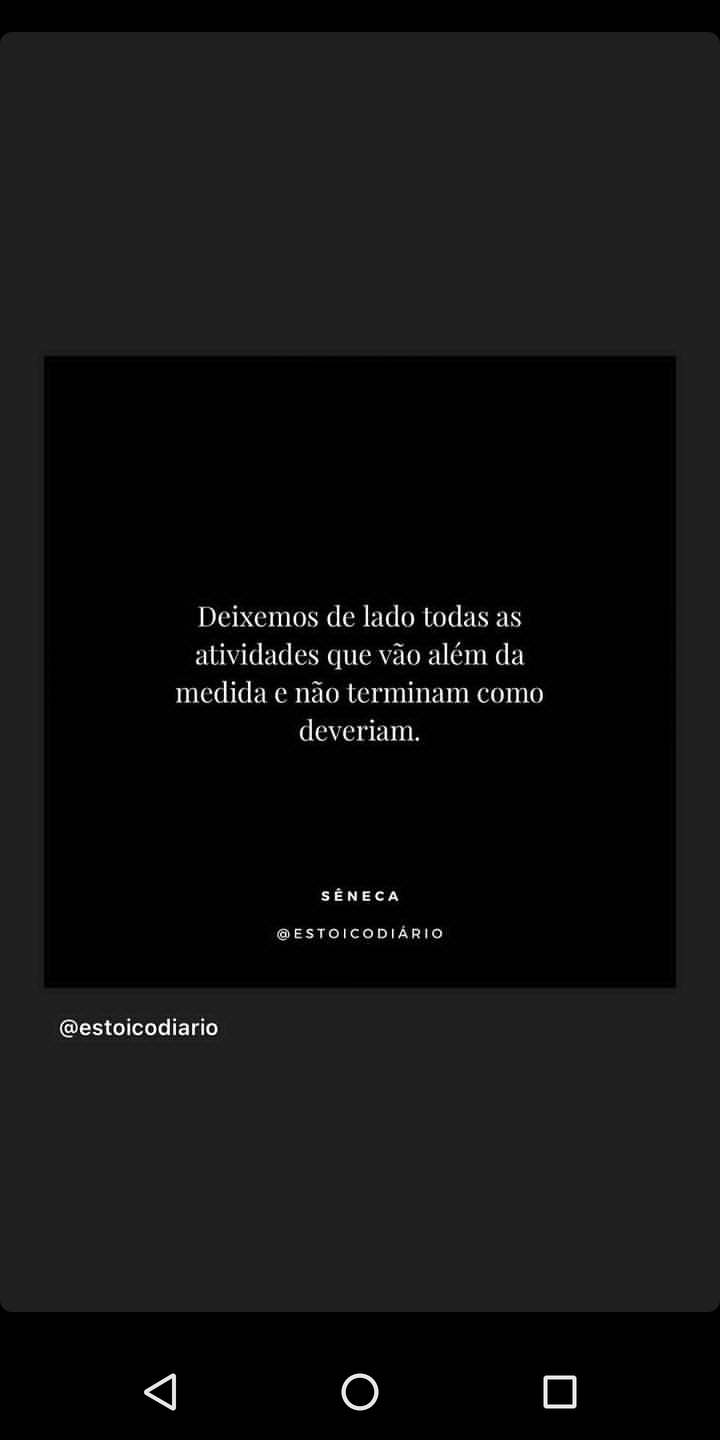 Deixemos de lado todas as
atividades que vão além da
medida e não terminam como
deveriam.
SÊNECA
@ESTOICODIÁRIO
@estoicodiario